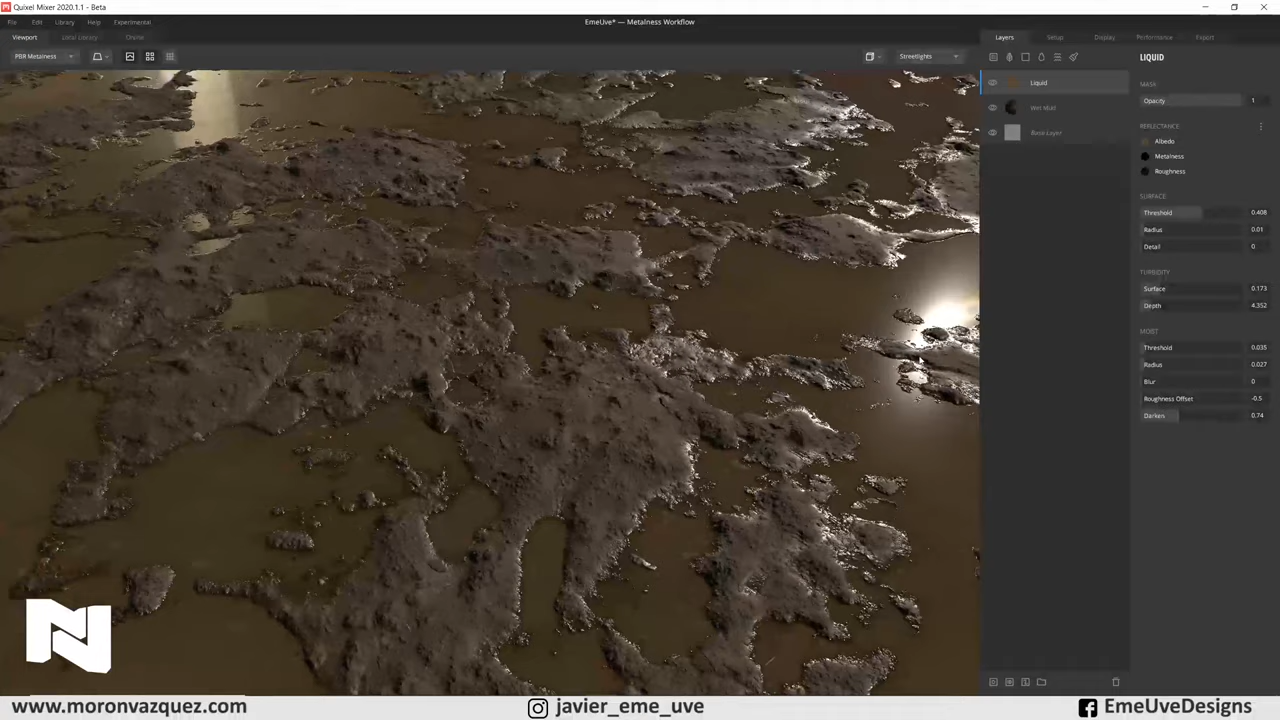 Quixel Mixer 2020.1.1 - Beta
File Edit Library Help Experimental
EmeUve* — Metalness Workflow
Viewport Local Library Online
Layers Setup Display Performance Export
PBR Metalness
Streetlights
LIQUID
Liquid
Wet Mud
Base Layer
MASK
Opacity 1
REFLECTANCE
Albedo
Metalness
Roughness
SURFACE
Threshold 0.408
Radius 0.01
Detail 0
TURBIDITY
Surface 0.173
Depth 4.352
MOIST
Threshold 0.035
Radius 0.027
Blur 0
Roughness Offset -0.5
Darken 0.74
www.moronvazquez.com
javier_eme_uve
EmeUveDesigns